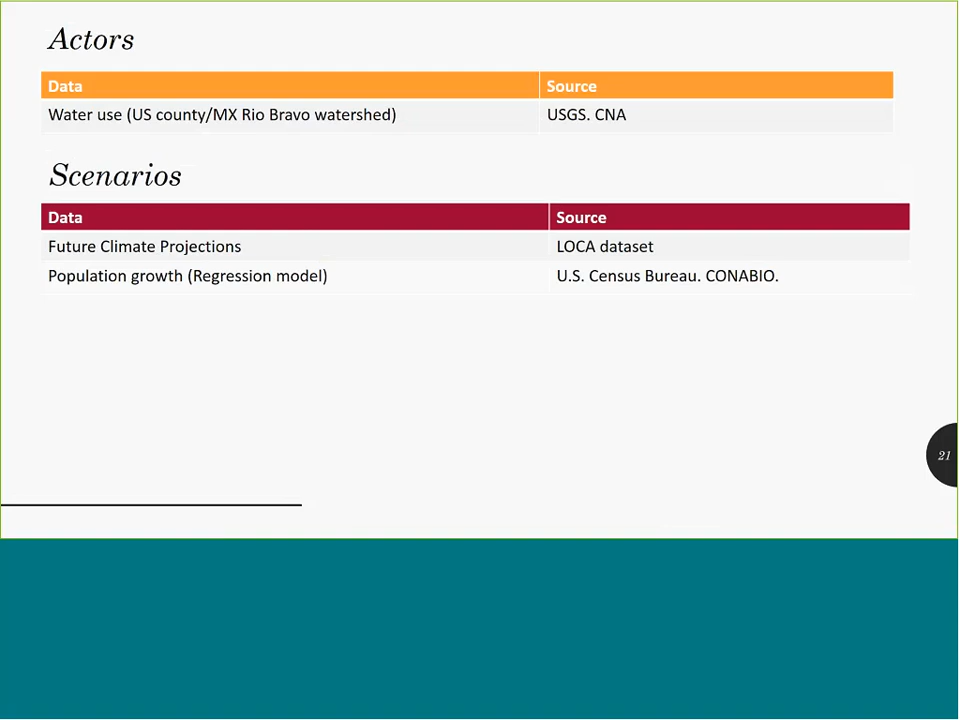 Actors
Data Source
Water use (US county/MX Rio Bravo watershed) USGS. CNA
Scenarios
Data Source
Future Climate Projections LOCA dataset
Population growth (Regression model) U.S. Census Bureau. CONABIO.
21